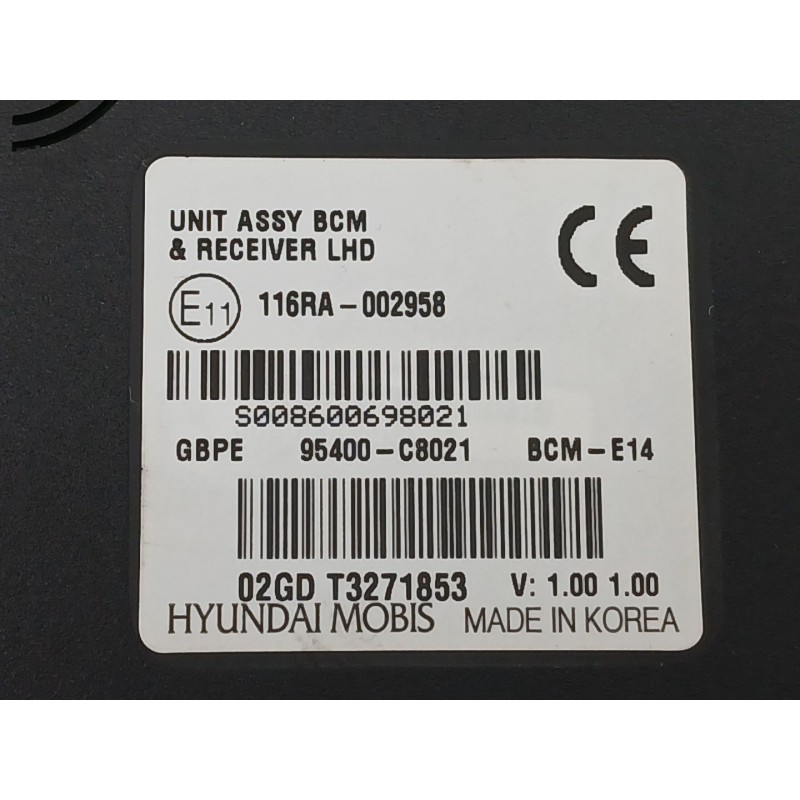 UNIT ASSY BCM
& RECEIVER LHD
CE
E11 116RA-002958
S008600698021
GBPE 95400-C8021 BCM-E14
02GD T3271853 V: 1.00 1.00
HYUNDAI MOBIS MADE IN KOREA